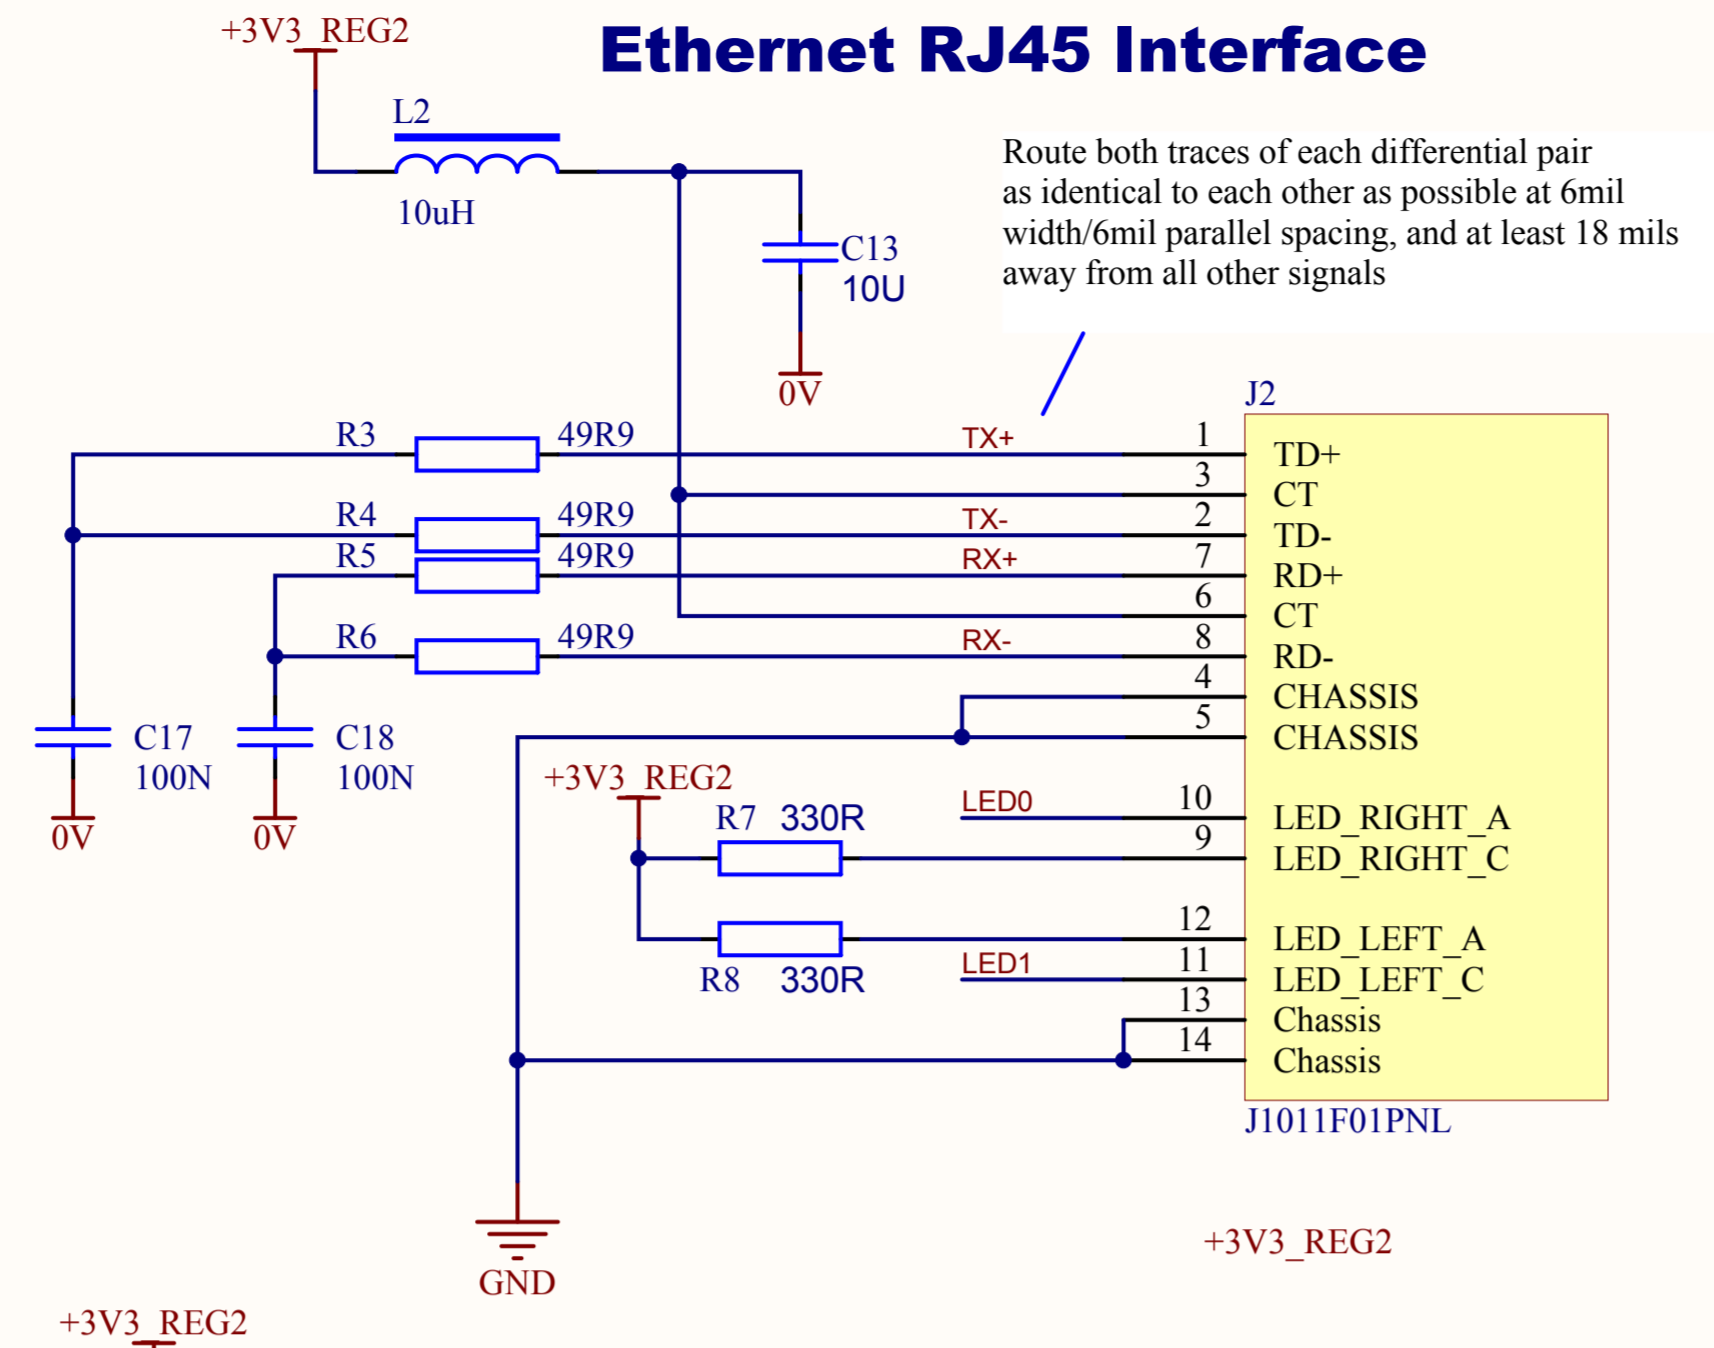 +3V3_REG2
Ethernet RJ45 Interface
L2
10uH
Route both traces of each differential pair
as identical to each other as possible at 6mil
width/6mil parallel spacing, and at least 18 mils
away from all other signals
C13
10U
0V
J2
R3 49R9 TX+ 1 TD+
3 CT
R4 49R9 TX- 2 TD-
R5 49R9 RX+ 7 RD+
6 CT
R6 49R9 RX- 8 RD-
4 CHASSIS
5 CHASSIS
C17
100N
0V
C18
100N
0V
+3V3_REG2
LED0 10 LED_RIGHT_A
R7 330R 9 LED_RIGHT_C
12 LED_LEFT_A
R8 330R LED1 11 LED_LEFT_C
13 Chassis
14 Chassis
J1011F01PNL
GND
+3V3_REG2
+3V3_REG2